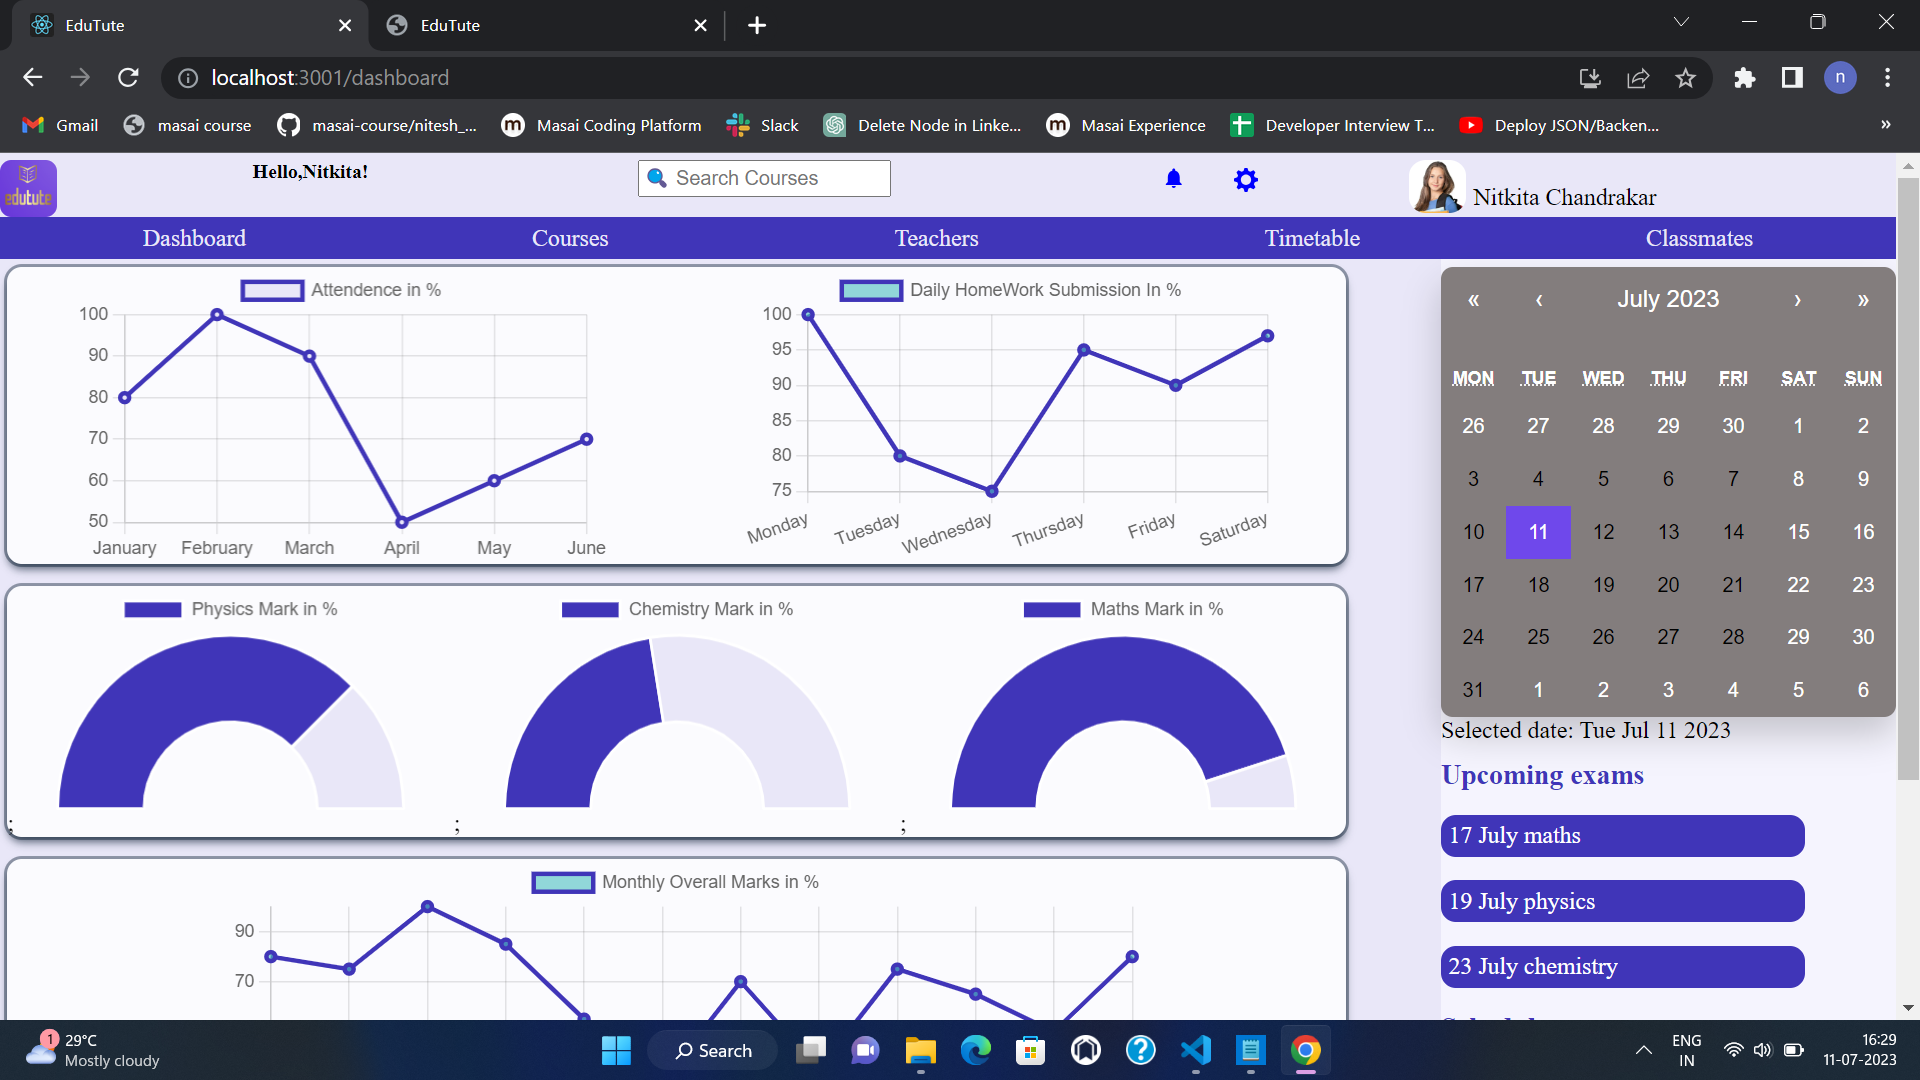 EduTute
EduTute
localhost:3001/dashboard
n
Gmail
masai course
masai-course/nitesh_...
Masai Coding Platform
Slack
Delete Node in Linke...
Masai Experience
Developer Interview T...
Deploy JSON/Backen...
»
edutute
Hello,Nitkita!
Search Courses
Nitkita Chandrakar
Dashboard
Courses
Teachers
Timetable
Classmates
Attendence in %
100
90
80
70
60
50
January February March April May June
Daily HomeWork Submission In %
100
95
90
85
80
75
Monday Tuesday Wednesday Thursday Friday Saturday
Physics Mark in %
;
Chemistry Mark in %
;
Maths Mark in %
;
Monthly Overall Marks in %
90
70
« ‹ July 2023 › »
MON TUE WED THU FRI SAT SUN
26 27 28 29 30 1 2
3 4 5 6 7 8 9
10 11 12 13 14 15 16
17 18 19 20 21 22 23
24 25 26 27 28 29 30
31 1 2 3 4 5 6
Selected date: Tue Jul 11 2023
Upcoming exams
17 July maths
19 July physics
23 July chemistry
1
29°C
Mostly cloudy
Search
ENG
IN
16:29
11-07-2023